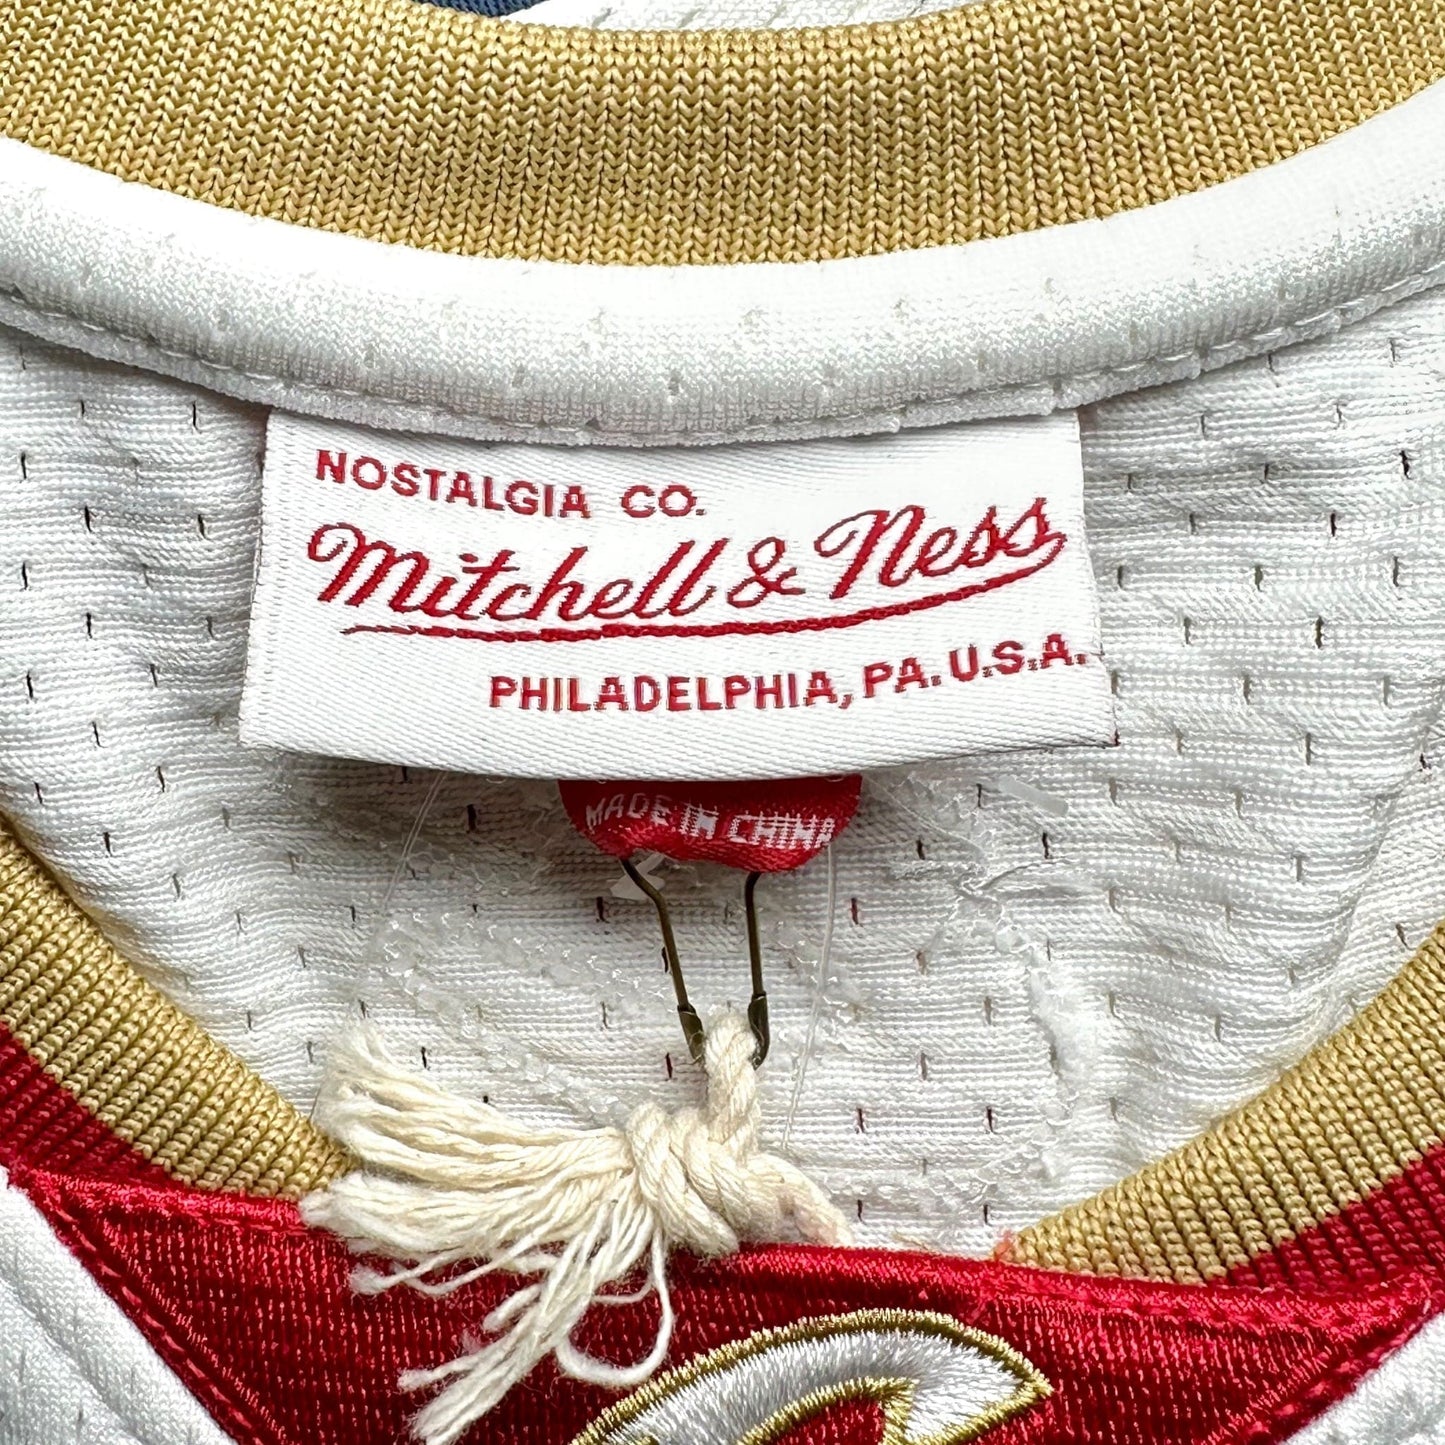 NOSTALGIA CO.
Mitchell & Ness
PHILADELPHIA, PA. U.S.A.
MADE IN CHINA